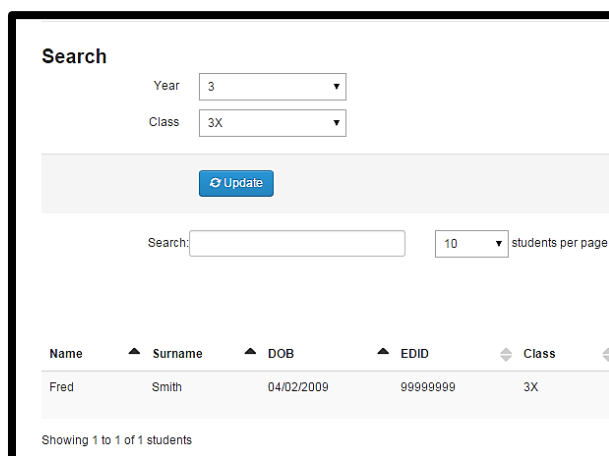 Search
Year 3
Class 3X
Update
Search: 10 students per page
Name Surname DOB EDID Class
Fred Smith 04/02/2009 99999999 3X
Showing 1 to 1 of 1 students